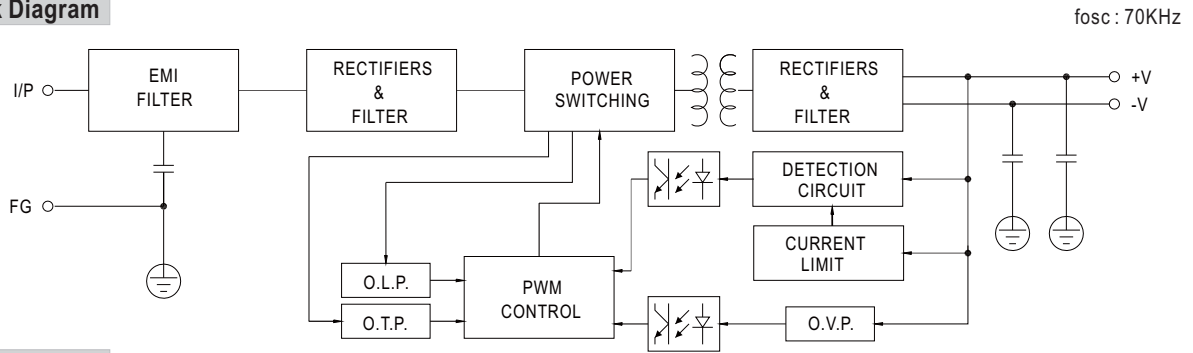 Diagram
fosc : 70KHz
I/P
EMI
FILTER
RECTIFIERS
&
FILTER
POWER
SWITCHING
RECTIFIERS
&
FILTER
+V
-V
DETECTION
CIRCUIT
FG
CURRENT
LIMIT
O.L.P.
PWM
CONTROL
O.T.P.
O.V.P.